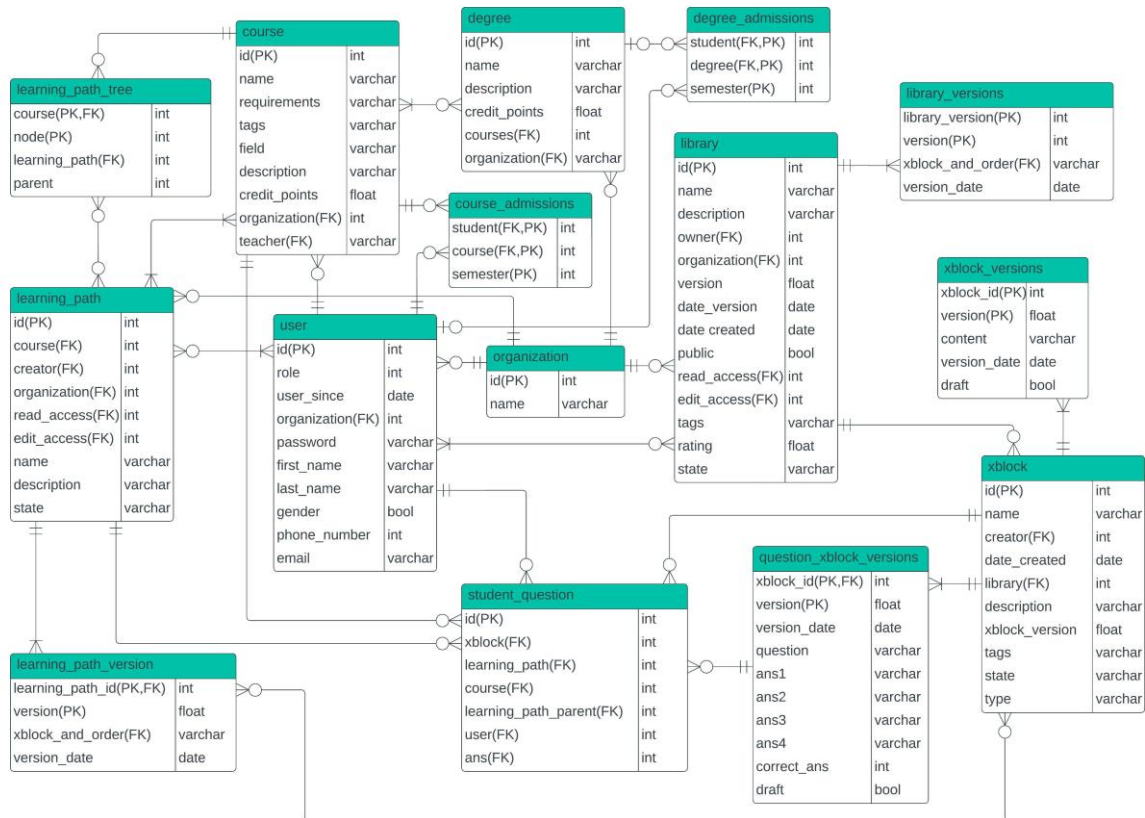 course
id(PK) int
name varchar
requirements varchar
tags varchar
field varchar
description varchar
credit_points float
organization(FK) int
teacher(FK) varchar
degree
id(PK) int
name varchar
description varchar
credit_points float
courses(FK) int
organization(FK) varchar
degree_admissions
student(FK,PK) int
degree(FK,PK) int
semester(PK) int
learning_path_tree
course(PK,FK) int
node(PK) int
learning_path(FK) int
parent int
library_versions
library_version(PK) int
version(PK) int
xblock_and_order(FK) varchar
version_date date
library
id(PK) int
name varchar
description varchar
owner(FK) int
organization(FK) int
version float
date_version date
date created date
public bool
read_access(FK) int
edit_access(FK) int
tags varchar
rating float
state varchar
course_admissions
student(FK,PK) int
course(FK,PK) int
semester(PK) int
xblock_versions
xblock_id(PK) int
version(PK) float
content varchar
version_date date
draft bool
learning_path
id(PK) int
course(FK) int
creator(FK) int
organization(FK) int
read_access(FK) int
edit_access(FK) int
name varchar
description varchar
state varchar
user
id(PK) int
role int
user_since date
organization(FK) int
password varchar
first_name varchar
last_name varchar
gender bool
phone_number int
email varchar
organization
id(PK) int
name varchar
xblock
id(PK) int
name varchar
creator(FK) int
date_created date
library(FK) int
description varchar
xblock_version float
tags varchar
state varchar
type varchar
question_xblock_versions
xblock_id(PK,FK) int
version(PK) float
version_date date
question varchar
ans1 varchar
ans2 varchar
ans3 varchar
ans4 varchar
correct_ans int
draft bool
student_question
id(PK) int
xblock(FK) int
learning_path(FK) int
course(FK) int
learning_path_parent(FK) int
user(FK) int
ans(FK) int
learning_path_version
learning_path_id(PK,FK) int
version(PK) float
xblock_and_order(FK) varchar
version_date date